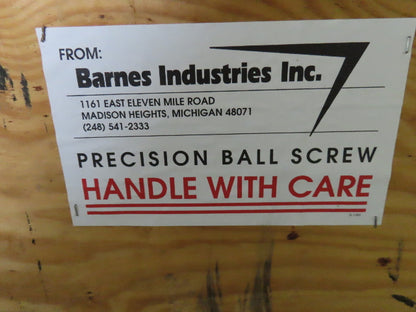 FROM:
Barnes Industries Inc.
1161 EAST ELEVEN MILE ROAD
MADISON HEIGHTS, MICHIGAN 48071
(248) 541-2333
PRECISION BALL SCREW
HANDLE WITH CARE